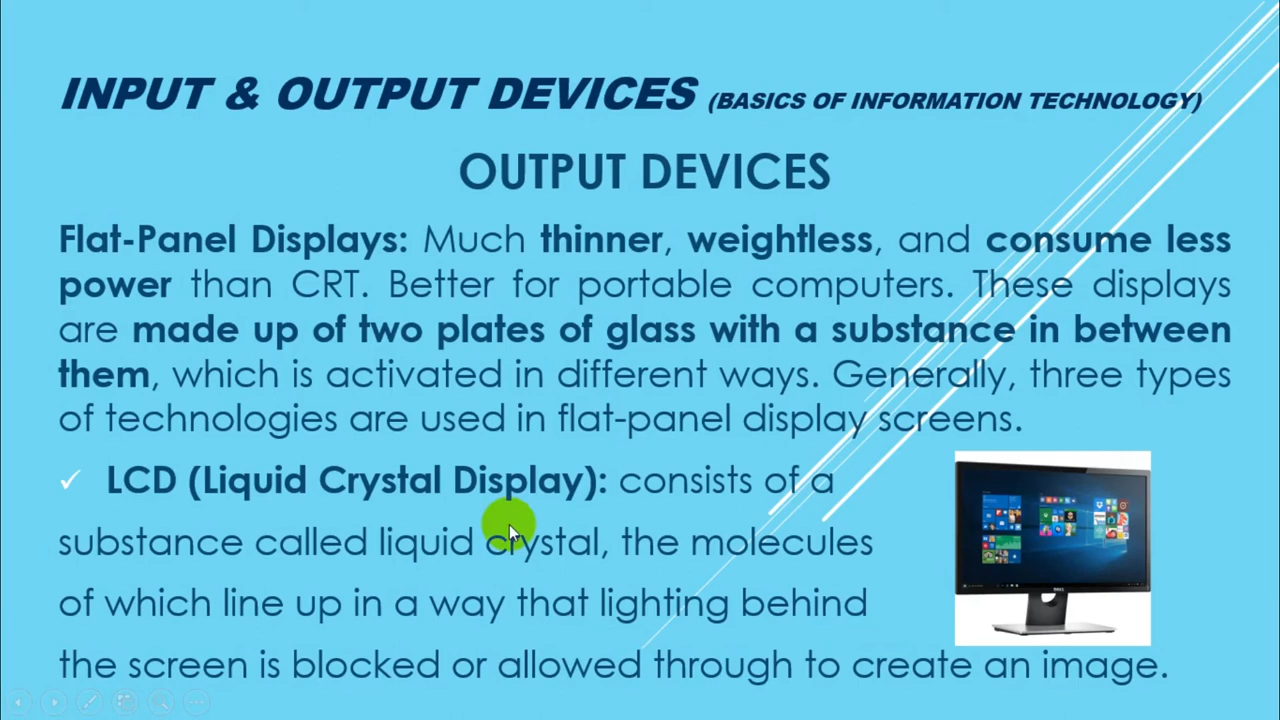 INPUT & OUTPUT DEVICES (BASICS OF INFORMATION TECHNOLOGY)
OUTPUT DEVICES
Flat-Panel Displays: Much thinner, weightless, and consume less
power than CRT. Better for portable computers. These displays
are made up of two plates of glass with a substance in between
them, which is activated in different ways. Generally, three types
of technologies are used in flat-panel display screens.
✓ LCD (Liquid Crystal Display): consists of a
substance called liquid crystal, the molecules
of which line up in a way that lighting behind
the screen is blocked or allowed through to create an image.
DELL